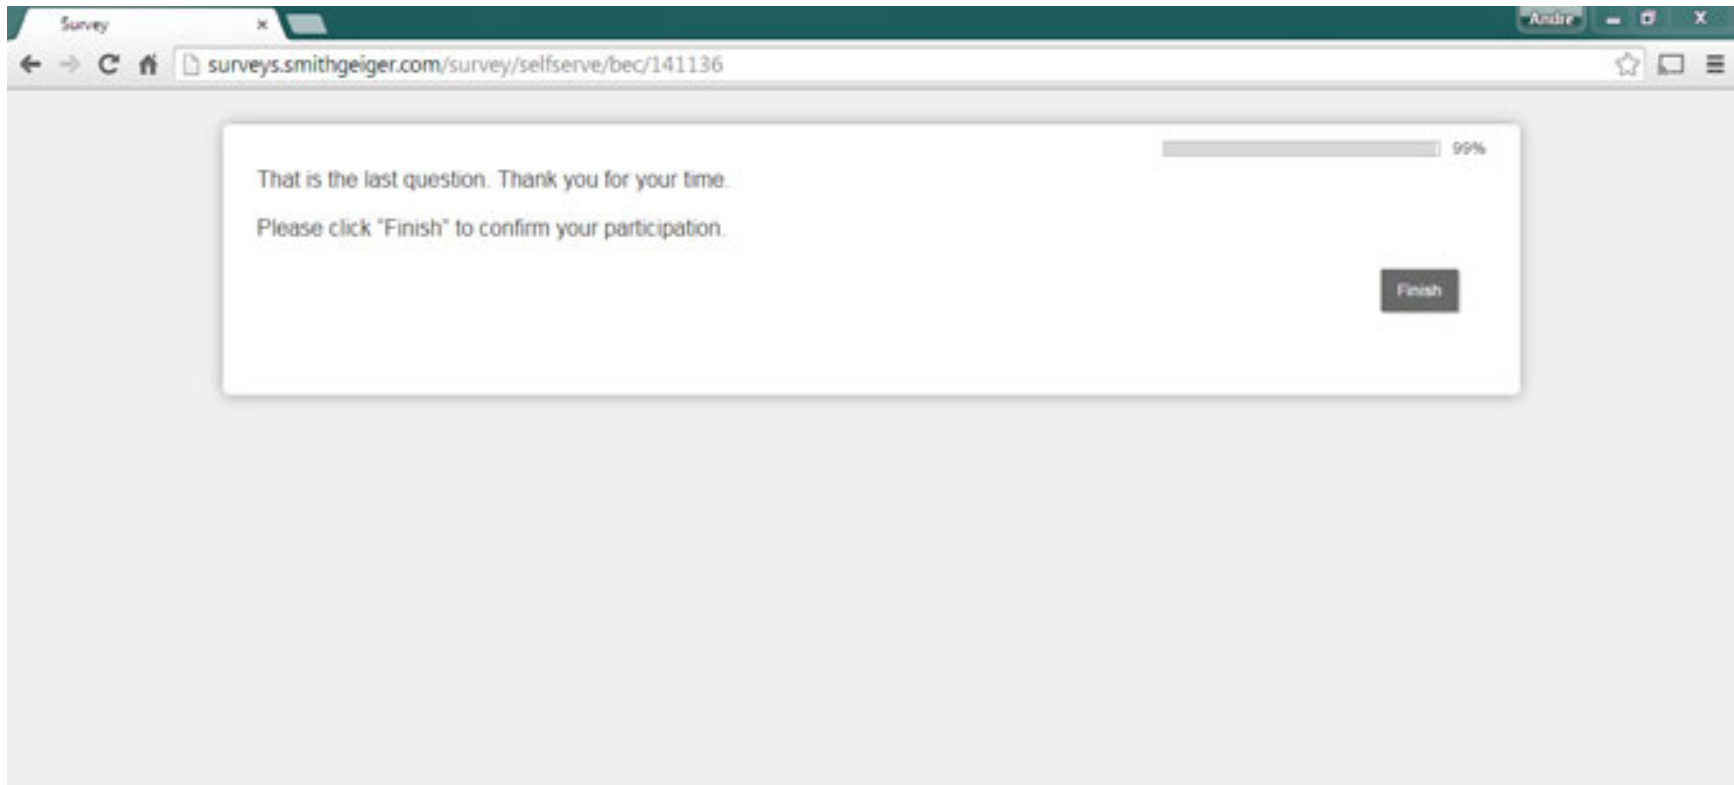 Survey
Andre
surveys.smithgeiger.com/survey/selfserve/bec/141136
99%
That is the last question. Thank you for your time.
Please click "Finish" to confirm your participation.
Finish